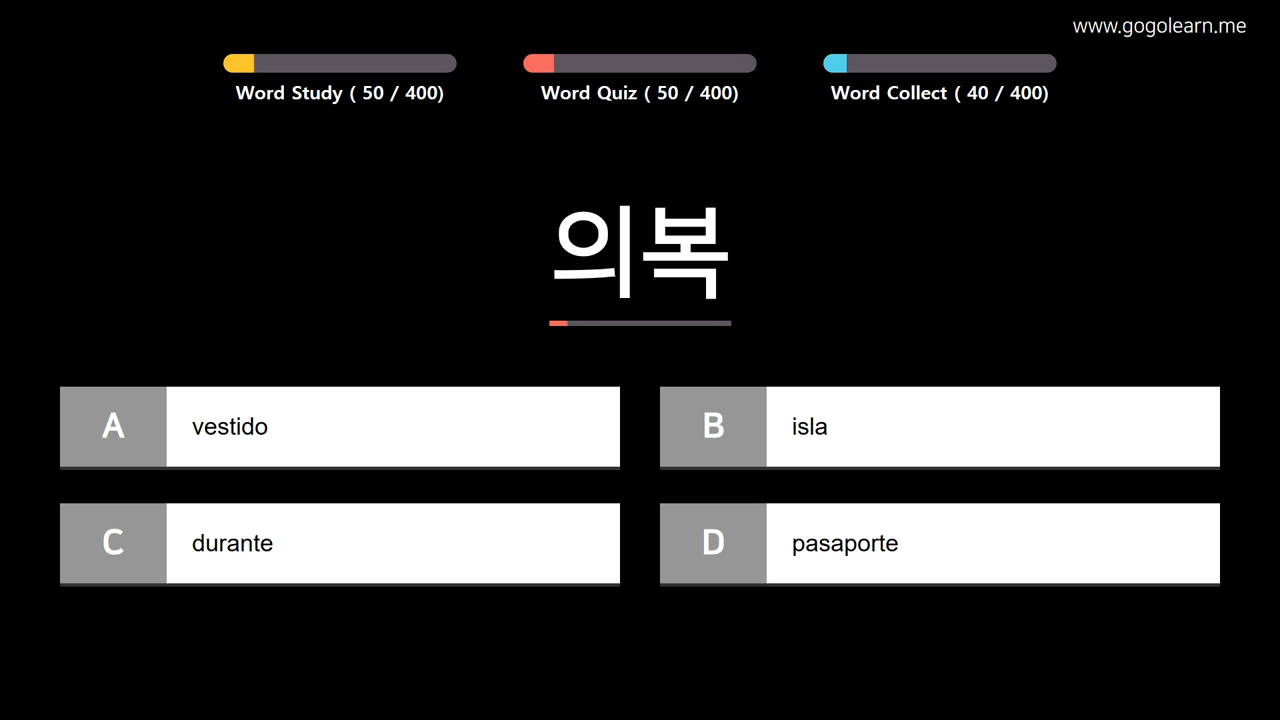 www.gogolearn.me
Word Study ( 50 / 400)
Word Quiz ( 50 / 400)
Word Collect ( 40 / 400)
의복
A
vestido
B
isla
C
durante
D
pasaporte